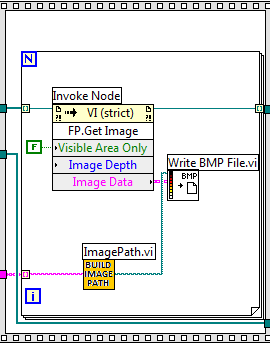 N
Invoke Node
VI (strict)
FP.Get Image
F
Visible Area Only
Image Depth
Image Data
Write BMP File.vi
BMP
ImagePath.vi
BUILD
IMAGE
PATH
i